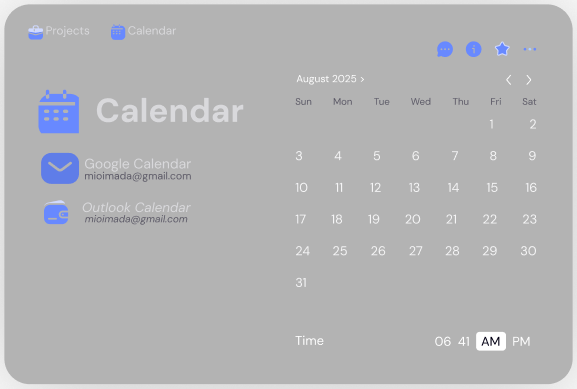 Projects Calendar
August 2025 >
Sun Mon Tue Wed Thu Fri Sat
Calendar
1 2
Google Calendar
mioimada@gmail.com
3 4 5 6 7 8 9
10 11 12 13 14 15 16
Outlook Calendar
mioimada@gmail.com
17 18 19 20 21 22 23
24 25 26 27 28 29 30
31
Time 06 41 AM PM